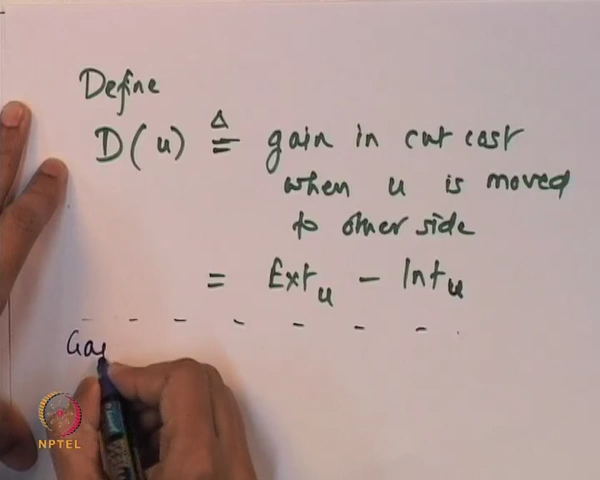 Define
D(u) ≜ gain in cut cost
when u is moved
to other side
= Ext_u - Int_u
Ga
NPTEL